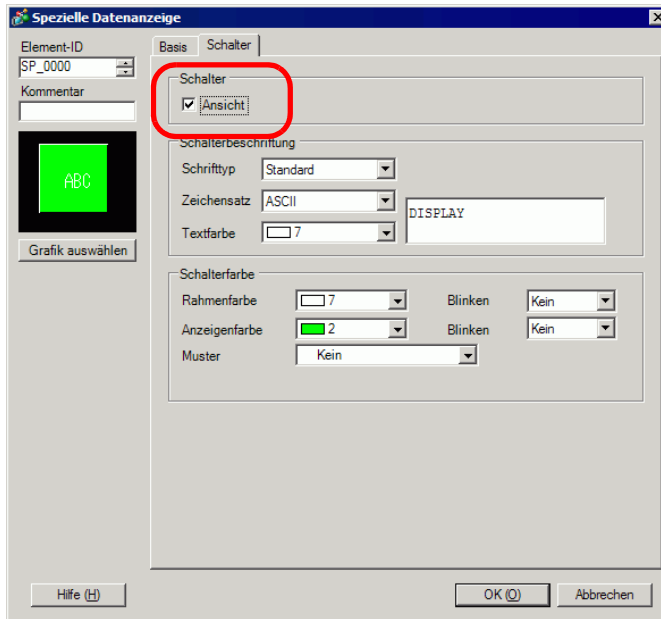 Spezielle Datenanzeige
Element-ID
SP_0000
Kommentar
ABC
Grafik auswählen
Basis Schalter
Schalter
Ansicht
Schalterbeschriftung
Schrifttyp Standard
Zeichensatz ASCII
DISPLAY
Textfarbe 7
Schalterfarbe
Rahmenfarbe 7 Blinken Kein
Anzeigenfarbe 2 Blinken Kein
Muster Kein
Hilfe (H) OK (O) Abbrechen